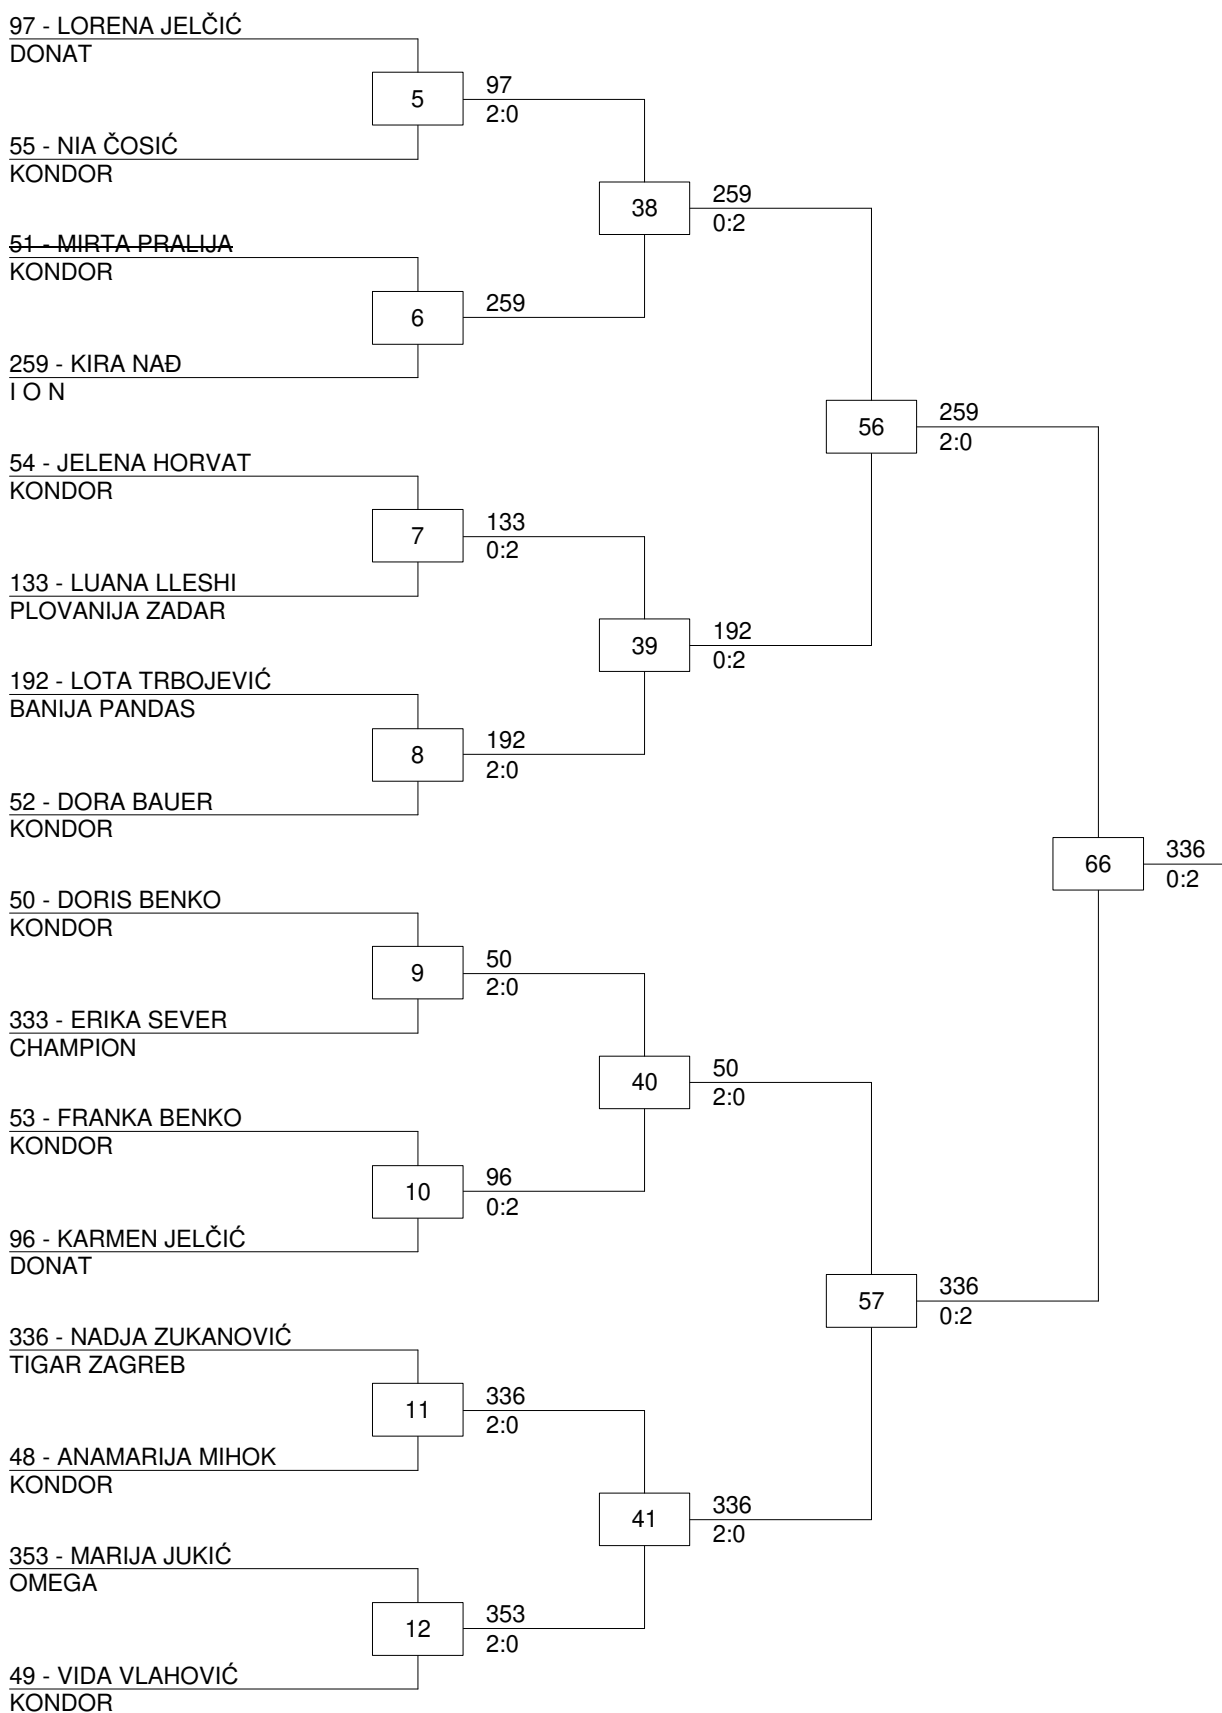 97 - LORENA JELČIĆ
DONAT
5
97
2:0
55 - NIA ČOSIĆ
KONDOR
38
259
0:2
51 - MIRTA PRALIJA
KONDOR
6
259
259 - KIRA NAĐ
I O N
56
259
2:0
54 - JELENA HORVAT
KONDOR
7
133
0:2
133 - LUANA LLESHI
PLOVANIJA ZADAR
39
192
0:2
192 - LOTA TRBOJEVIĆ
BANIJA PANDAS
8
192
2:0
52 - DORA BAUER
KONDOR
66
336
0:2
50 - DORIS BENKO
KONDOR
9
50
2:0
333 - ERIKA SEVER
CHAMPION
40
50
2:0
53 - FRANKA BENKO
KONDOR
10
96
0:2
96 - KARMEN JELČIĆ
DONAT
57
336
0:2
336 - NADJA ZUKANOVIĆ
TIGAR ZAGREB
11
336
2:0
48 - ANAMARIJA MIHOK
KONDOR
41
336
2:0
353 - MARIJA JUKIĆ
OMEGA
12
353
2:0
49 - VIDA VLAHOVIĆ
KONDOR